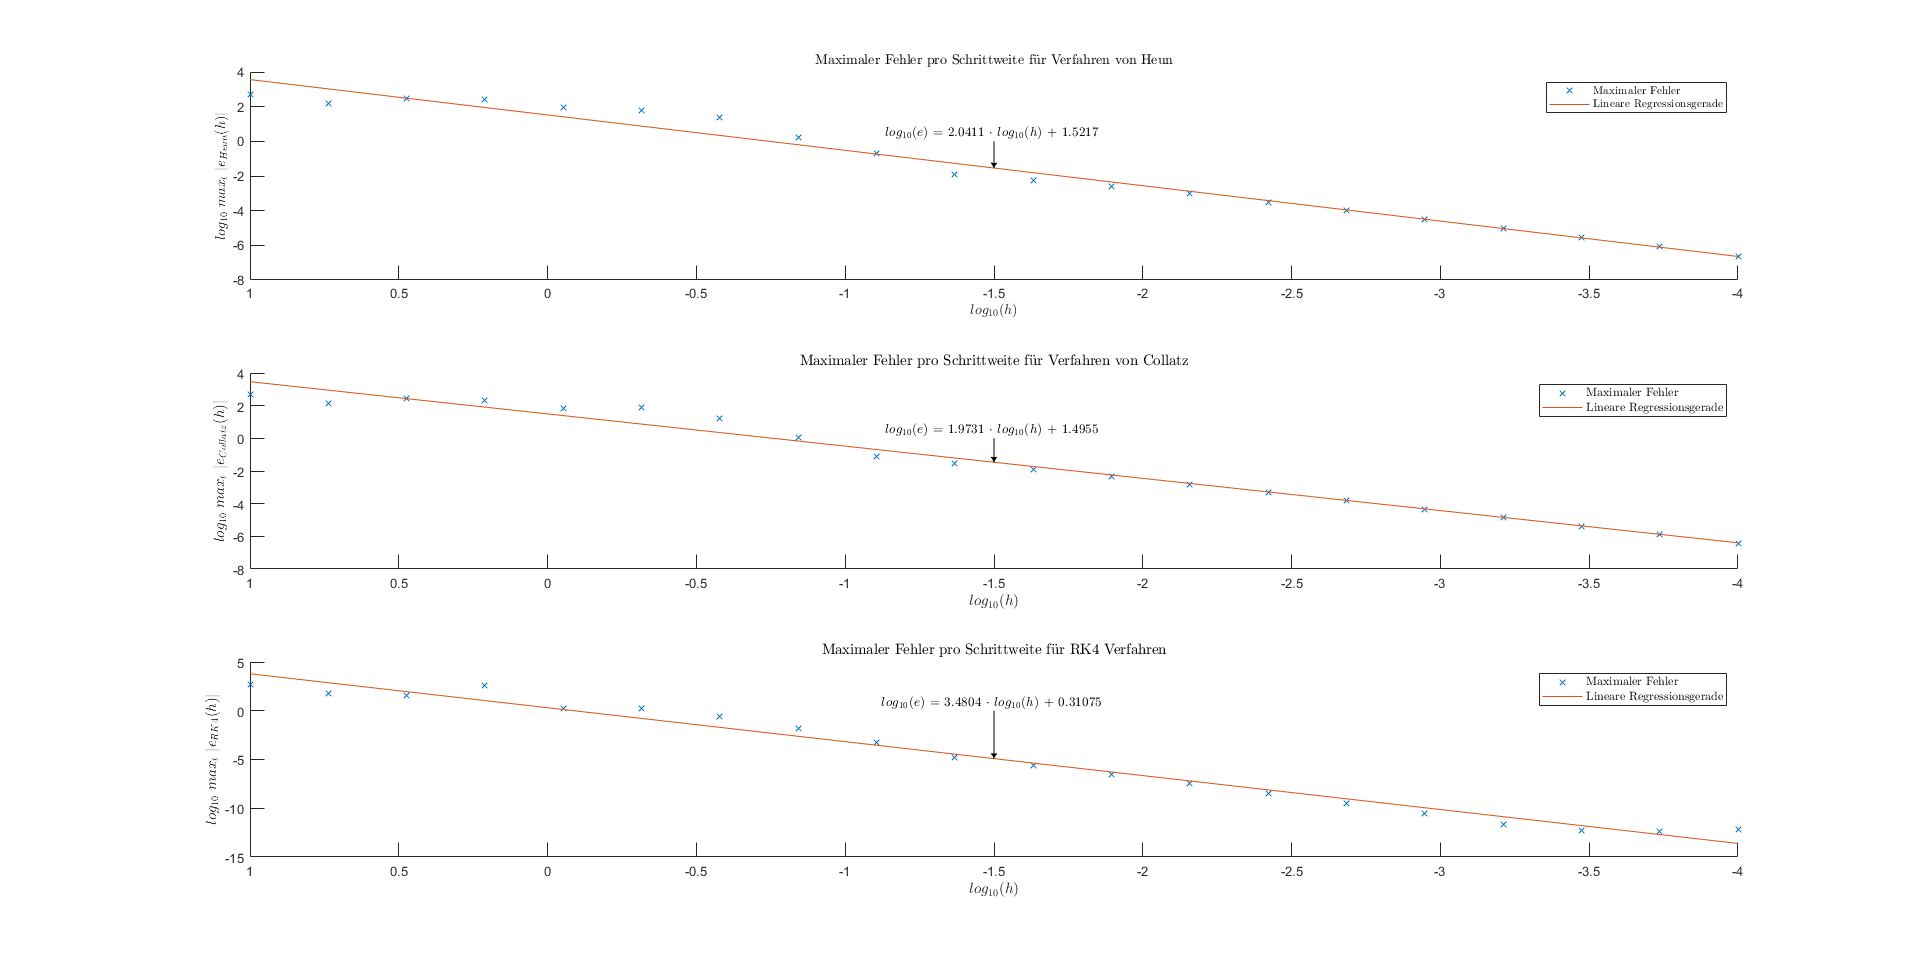 Maximaler Fehler pro Schrittweite für Verfahren von Heun
log₁₀ maxₜ |e_Heun(h)|
4
2
0
-2
-4
-6
-8
Maximaler Fehler
Lineare Regressionsgerade
log₁₀(e) = 2.0411 · log₁₀(h) + 1.5217
1 0.5 0 -0.5 -1 -1.5 -2 -2.5 -3 -3.5 -4
log₁₀(h)
Maximaler Fehler pro Schrittweite für Verfahren von Collatz
log₁₀ maxₜ |e_Collatz(h)|
4
2
0
-2
-4
-6
-8
Maximaler Fehler
Lineare Regressionsgerade
log₁₀(e) = 1.9731 · log₁₀(h) + 1.4955
1 0.5 0 -0.5 -1 -1.5 -2 -2.5 -3 -3.5 -4
log₁₀(h)
Maximaler Fehler pro Schrittweite für RK4 Verfahren
log₁₀ maxₜ |e_RK4(h)|
5
0
-5
-10
-15
Maximaler Fehler
Lineare Regressionsgerade
log₁₀(e) = 3.4804 · log₁₀(h) + 0.31075
1 0.5 0 -0.5 -1 -1.5 -2 -2.5 -3 -3.5 -4
log₁₀(h)